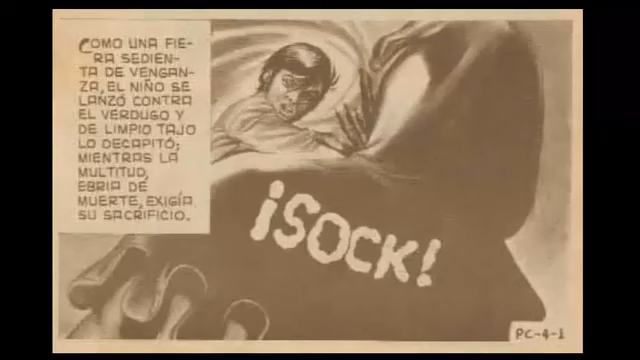 COMO UNA FIE-
RA SEDIEN-
TA DE VENGAN-
ZA, EL NIÑO SE
LANZÓ CONTRA
EL VERDUGO Y
DE LIMPIO TAJO
LO DECAPITÓ;
MIENTRAS LA
MULTITUD,
EBRIA DE
MUERTE, EXIGÍA
SU SACRIFICIO.
¡SOCK!
PC-4-1